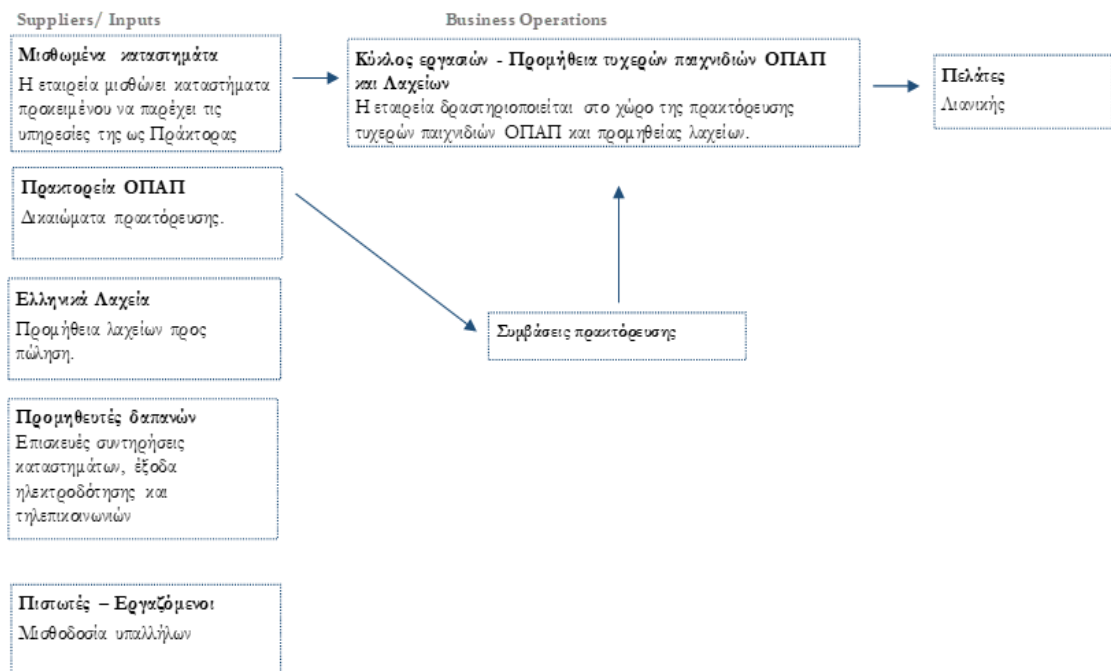 Suppliers/ Inputs
Business Operations
Μισθωμένα καταστημάτα
Η εταιρεία μισθώνει καταστήματα
προκειμένου να παρέχει τις
υπηρεσίες της ως Πράκτορας
Κύκλος εργασιών - Προμήθεια τυχερών παιχνιδιών ΟΠΑΠ
και Λαχείων
Η εταιρεία δραστηριοποιείται στο χώρο της πρακτόρευσης
τυχερών παιχνιδιών ΟΠΑΠ και προμηθείας λαχείων.
Πελάτες
Λιανικής
Πρακτορεία ΟΠΑΠ
Δικαιώματα πρακτόρευσης.
Ελληνικά Λαχεία
Προμήθεια λαχείων προς
πώληση.
Συμβάσεις πρακτόρευσης
Προμηθευτές δαπανών
Επισκευές συντηρήσεις
καταστημάτων, έξοδα
ηλεκτροδότησης και
τηλεπικοινωνιών
Πιστωτές – Εργαζόμενοι
Μισθοδοσία υπαλλήλων